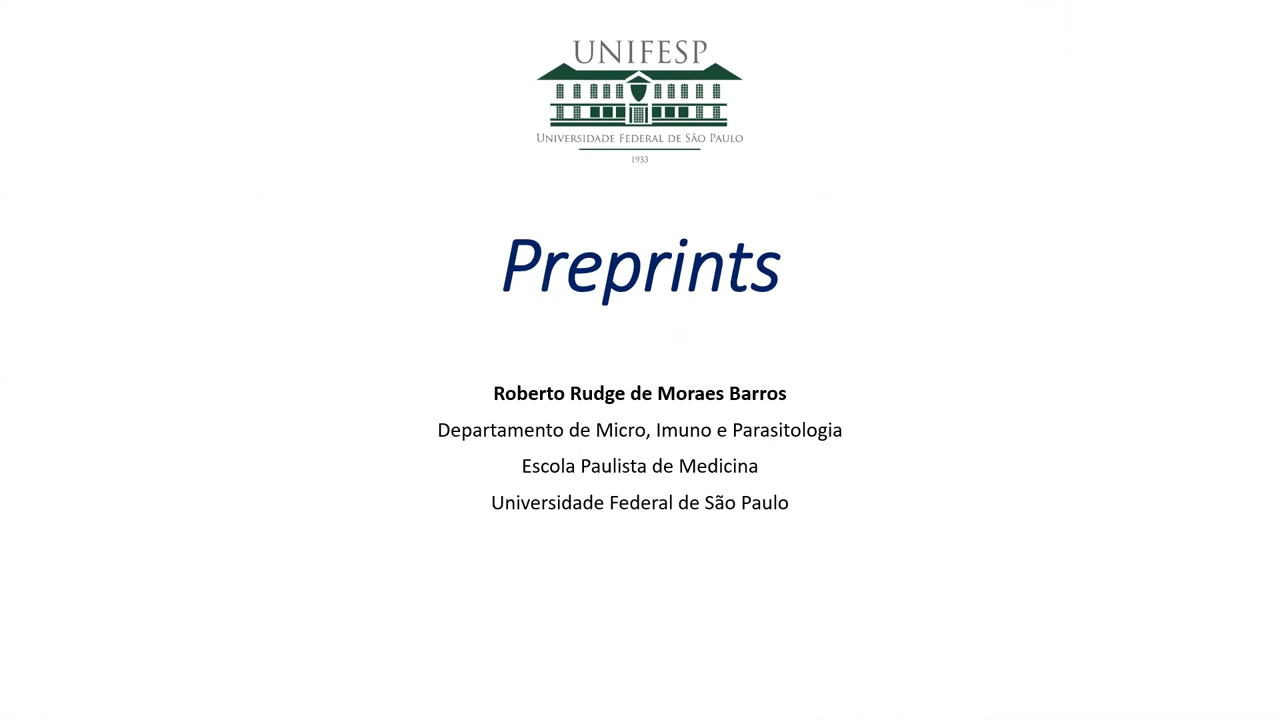 UNIFESP
UNIVERSIDADE FEDERAL DE SÃO PAULO
1933
Preprints
Roberto Rudge de Moraes Barros
Departamento de Micro, Imuno e Parasitologia
Escola Paulista de Medicina
Universidade Federal de São Paulo